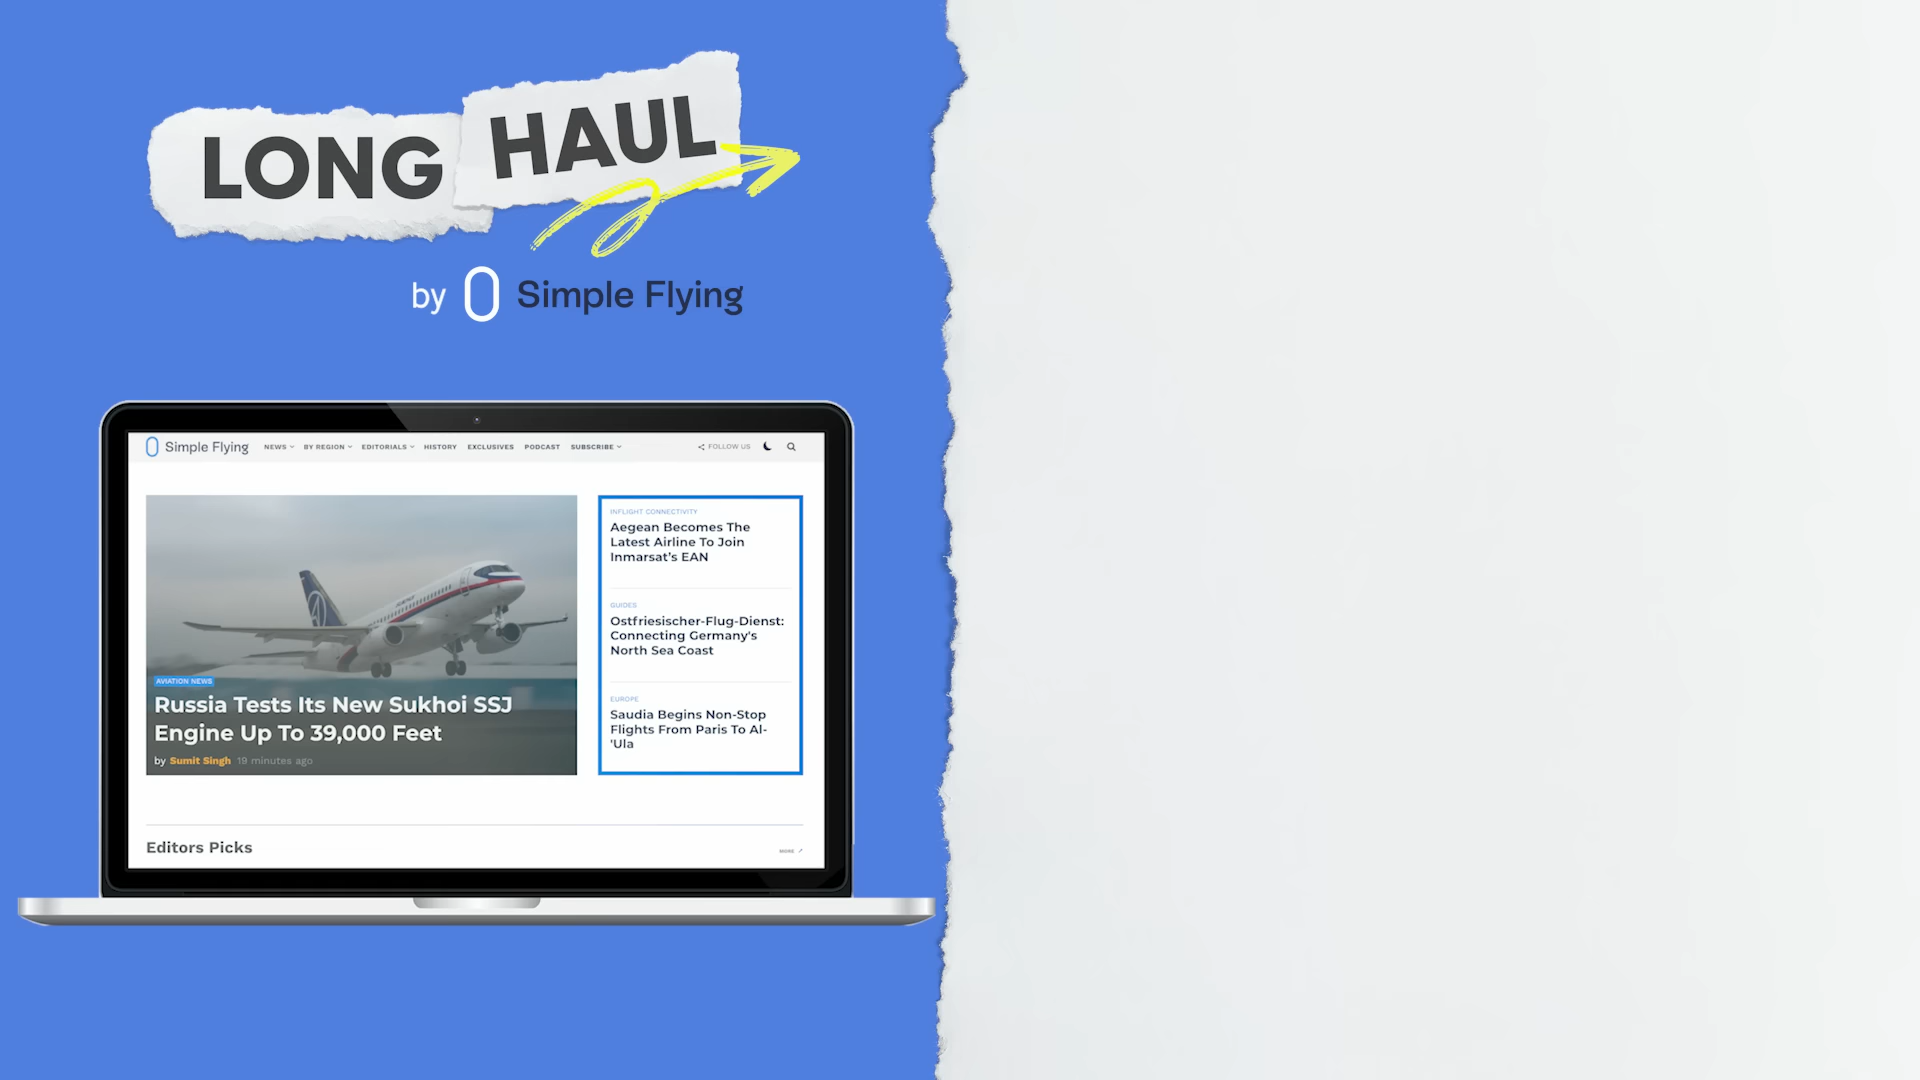 LONG HAUL
by Simple Flying
Simple Flying NEWS BY REGION EDITORIALS HISTORY EXCLUSIVES PODCAST SUBSCRIBE FOLLOW US
AVIATION NEWS
Russia Tests Its New Sukhoi SSJ
Engine Up To 39,000 Feet
by Sumit Singh 19 minutes ago
INFLIGHT CONNECTIVITY
Aegean Becomes The
Latest Airline To Join
Inmarsat's EAN
GUIDES
Ostfriesischer-Flug-Dienst:
Connecting Germany's
North Sea Coast
EUROPE
Saudia Begins Non-Stop
Flights From Paris To Al-
'Ula
Editors Picks
MORE